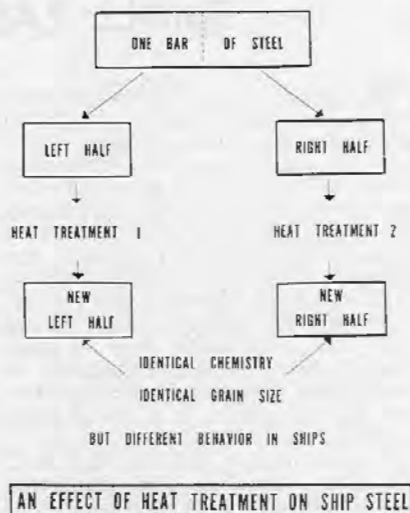 ONE BAR OF STEEL
LEFT HALF
RIGHT HALF
HEAT TREATMENT 1
HEAT TREATMENT 2
NEW
LEFT HALF
NEW
RIGHT HALF
IDENTICAL CHEMISTRY
IDENTICAL GRAIN SIZE
BUT DIFFERENT BEHAVIOR IN SHIPS
AN EFFECT OF HEAT TREATMENT ON SHIP STEEL